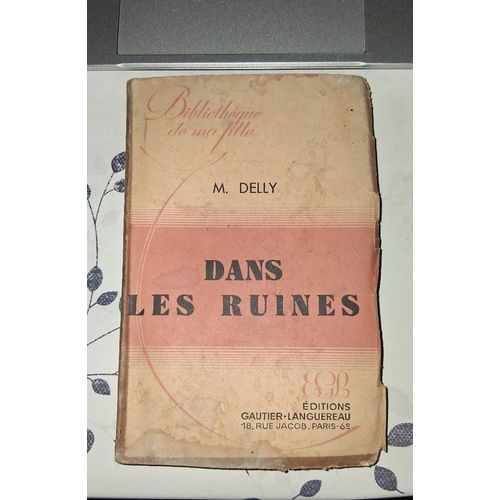 Bibliothèque
de ma fille
M. DELLY
DANS
LES RUINES
EGL
ÉDITIONS
GAUTIER-LANGUEREAU
18, RUE JACOB. PARIS-6e